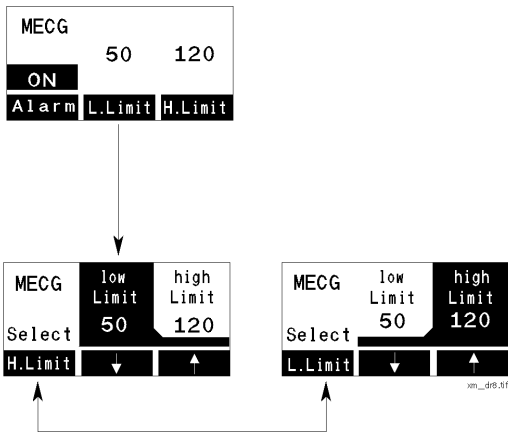 MECG
50 120
ON
Alarm L.Limit H.Limit
MECG low Limit 50 high Limit 120
Select
H.Limit ↓ ↑
MECG low Limit 50 high Limit 120
Select
L.Limit ↓ ↑
xm_dr8.tif